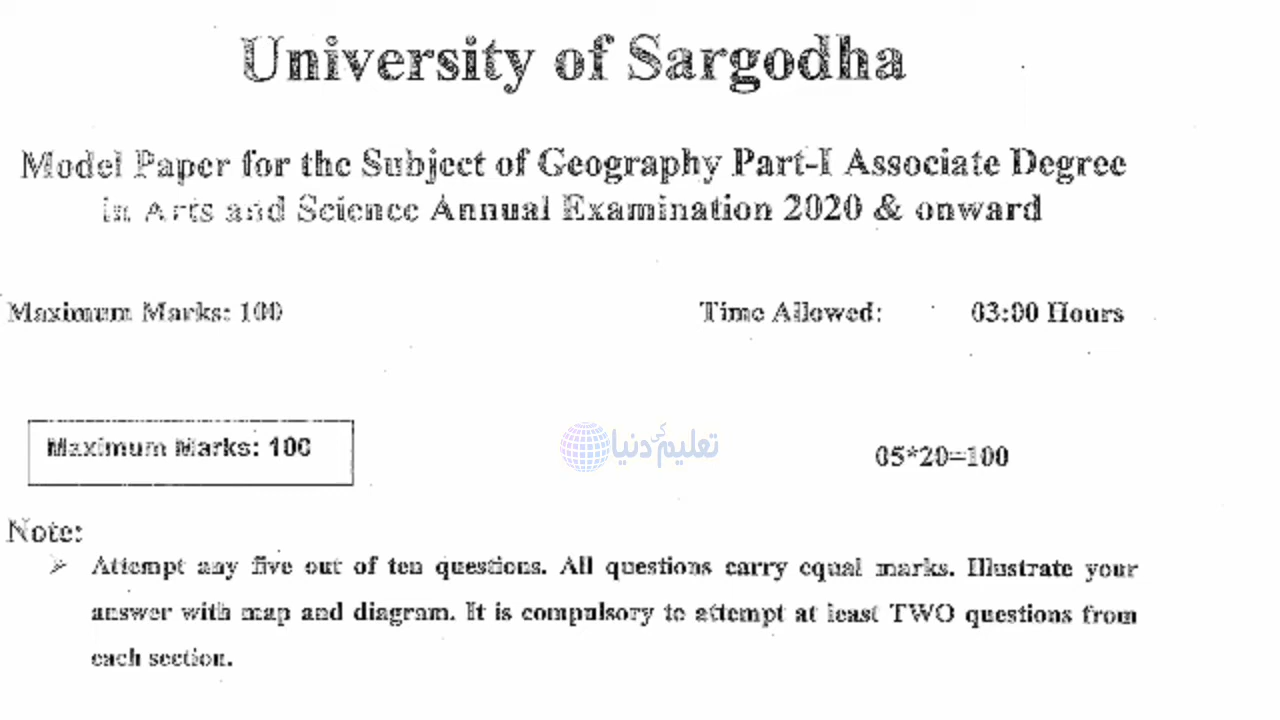 University of Sargodha
Model Paper for the Subject of Geography Part-I Associate Degree
in Arts and Science Annual Examination 2020 & onward
Maximum Marks: 100
Time Allowed: 03:00 Hours
Maximum Marks: 100
تعلیم کی دنیا
05*20=100
Note:
➢ Attempt any five out of ten questions. All questions carry equal marks. Illustrate your
answer with map and diagram. It is compulsory to attempt at least TWO questions from
each section.